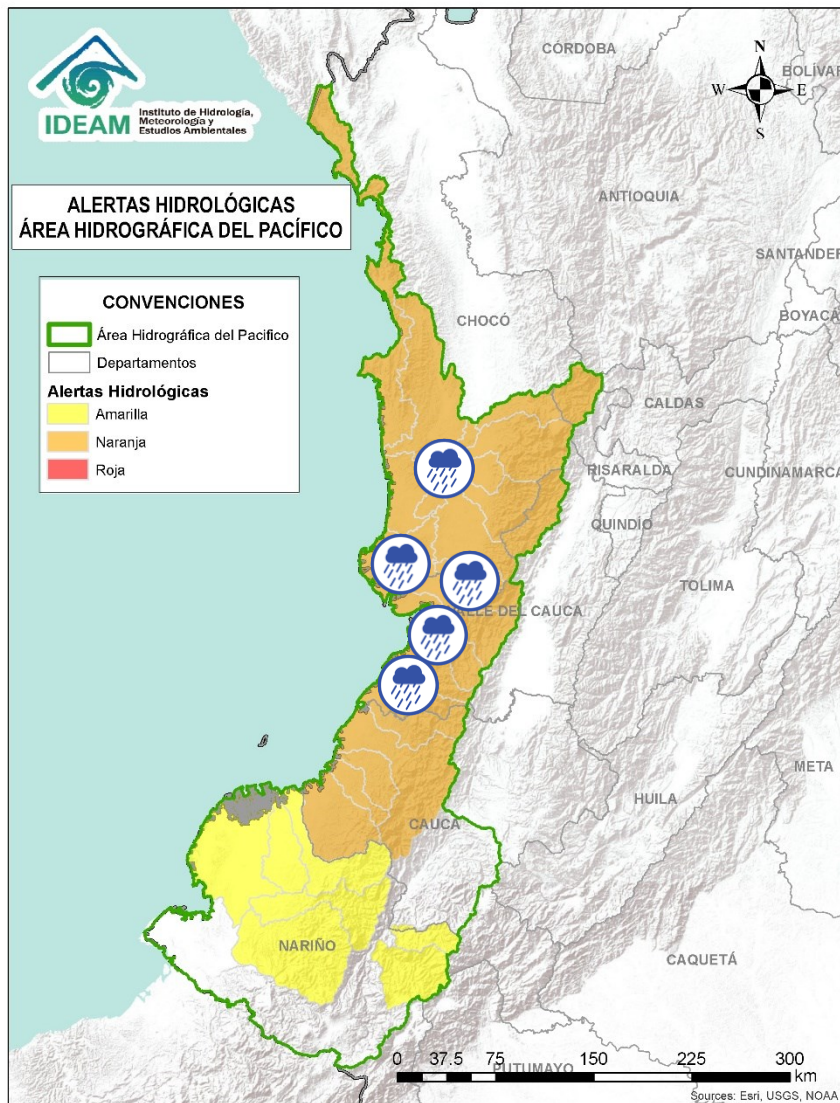 IDEAM
Instituto de Hidrología,
Meteorología y
Estudios Ambientales
ALERTAS HIDROLÓGICAS
ÁREA HIDROGRÁFICA DEL PACÍFICO
CONVENCIONES
Área Hidrográfica del Pacifico
Departamentos
Alertas Hidrológicas
Amarilla
Naranja
Roja
N
W
E
S
CÓRDOBA
BOLÍVAR
ANTIOQUIA
SANTANDER
BOYACÁ
CHOCÓ
CALDAS
RISARALDA
CUNDINAMARCA
QUINDÍO
TOLIMA
ALLE DEL CAUCA
META
HUILA
CAUCA
NARIÑO
CAQUETÁ
PUTUMAYO
0 37.5 75 150 225 300
km
Sources: Esri, USGS, NOAA